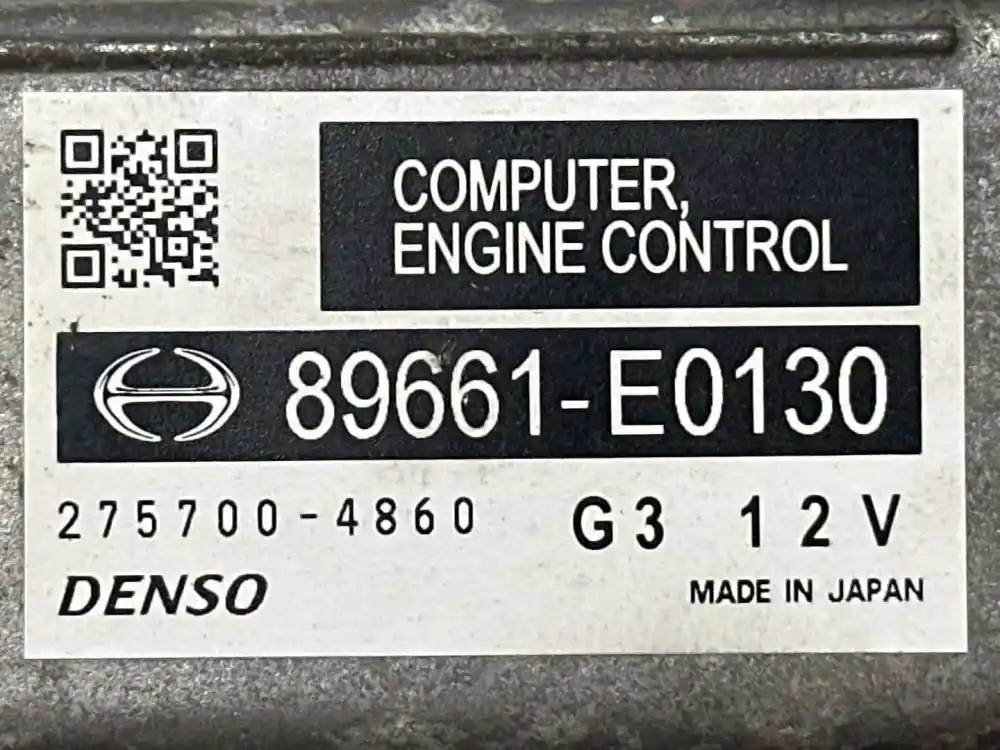 COMPUTER,
ENGINE CONTROL
89661-E0130
275700-4860 G3 12V
DENSO MADE IN JAPAN